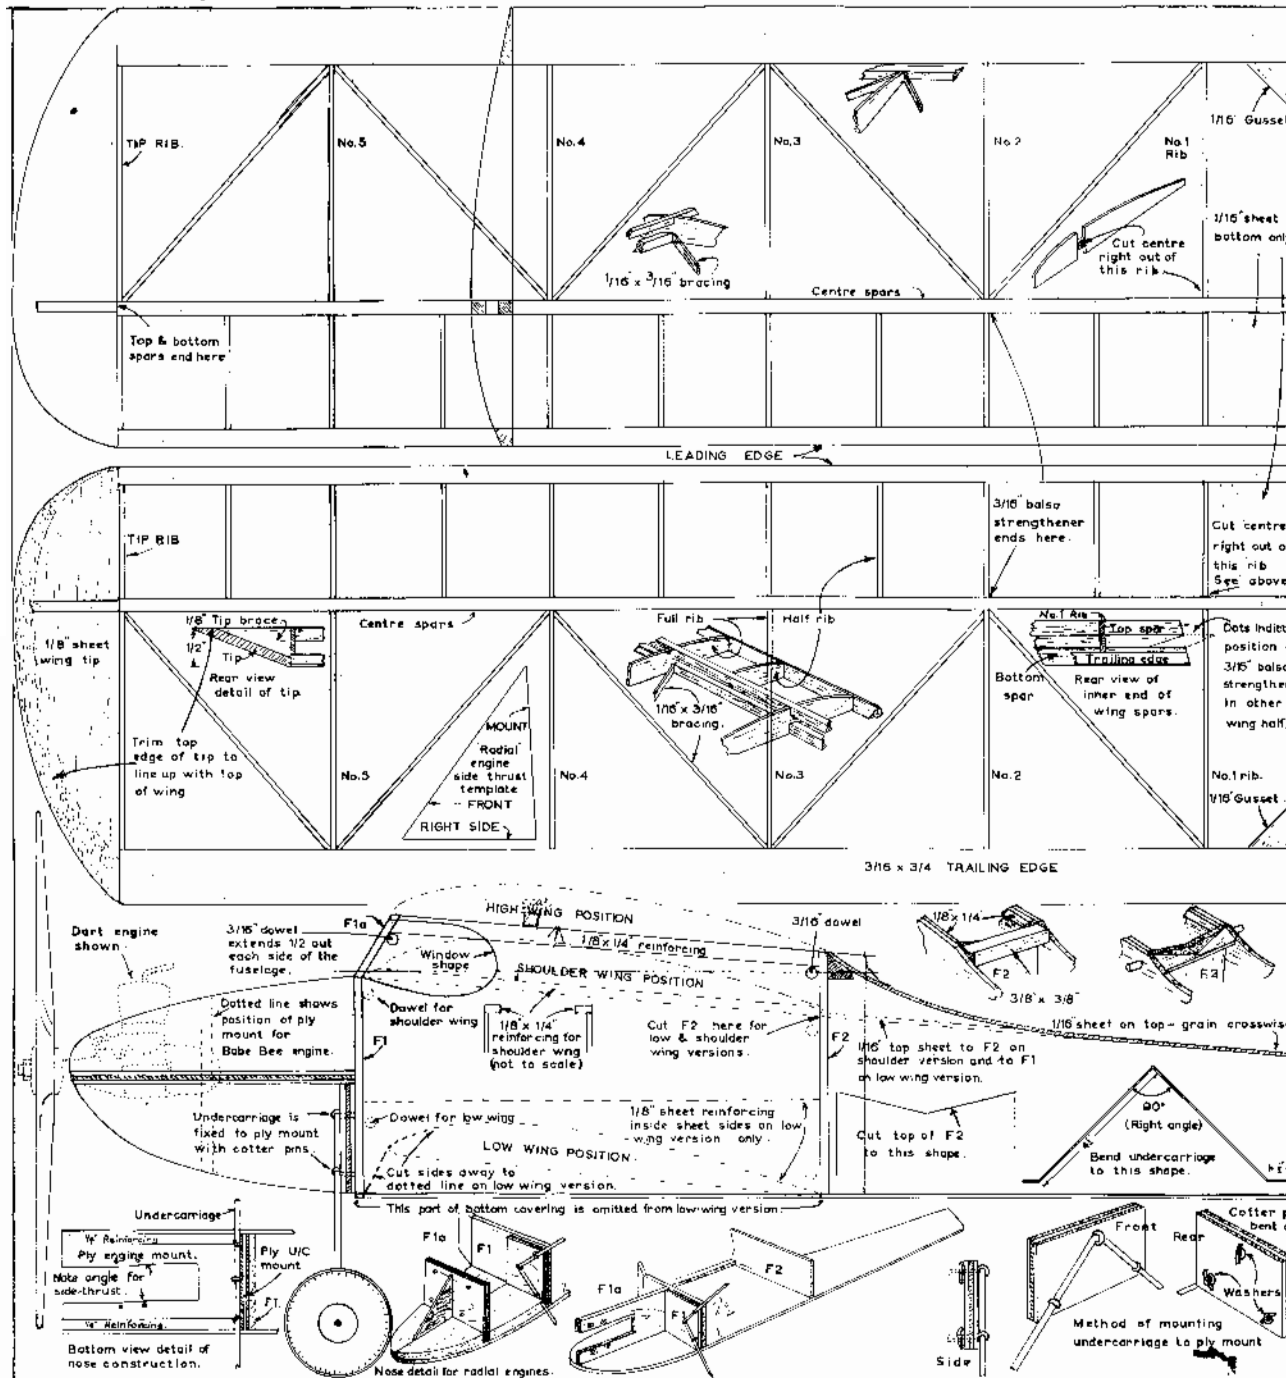 TIP RIB.
No.5
No.4
No.3
No.2
No.1
Rib
1/16" Gusset
1/16" sheet
bottom only
Cut centre
right out of
this rib.
1/16" x 3/16" bracing
Centre spars
Top & bottom
spars end here
LEADING EDGE
TIP RIB
3/16" balsa
strengthener
ends here.
Cut centre
right out of
this rib
See above
1/8" sheet
wing tip
1/8" Tip brace
1/2"
Tip
Rear view
detail of tip.
Centre spars
Full rib
Half rib
No.1 Rib
Top spar
Trailing edge
Bottom
spar
Rear view of
inner end of
wing spars.
Dots indicate
position
3/16" balsa
strengthener
in other
wing half.
1/16" x 3/16"
bracing.
Trim top
edge of tip to
line up with top
of wing
MOUNT
Radial
engine
side thrust
template
FRONT
RIGHT SIDE
No.5
No.4
No.3
No.2
No.1 rib.
1/16" Gusset
3/16 x 3/4 TRAILING EDGE
Dart engine
shown
3/16" dowel
extends 1/2 out
each side of the
fuselage.
F1a
HIGH WING POSITION
1/8 x 1/4" reinforcing
3/16" dowel
1/8 x 1/4"
F2
3/8" x 3/8"
F3
Window
shape
SHOULDER WING POSITION
Dotted line shows
position of ply
mount for
Babe Bee engine.
Dowel for
shoulder wing
F1
1/8" x 1/4"
reinforcing for
shoulder wing
(not to scale)
Cut F2 here for
low & shoulder
wing versions.
F2
1/16" top sheet to F2 on
shoulder version and to F1
on low wing version.
1/16" sheet on top - grain crosswise
Undercarriage is
fixed to ply mount
with cotter pins.
Dowel for low wing
1/8" sheet reinforcing
inside sheet sides on low
wing version only.
LOW WING POSITION.
Cut sides away to
dotted line on low wing version.
Cut top of F2
to this shape.
90°
(Right angle)
Bend undercarriage
to this shape.
This part of bottom covering is omitted from low wing version.
Undercarriage
1/8" Reinforcing
Ply engine mount.
Note angle for
side-thrust.
1/8" Reinforcing.
Ply U/C
mount
F1.
Bottom view detail of
nose construction.
F1a
F1
Nose detail for radial engines.
F1a
F1
F2
Side
Front
Rear
Cotter
bent
Washers
Method of mounting
undercarriage to ply mount